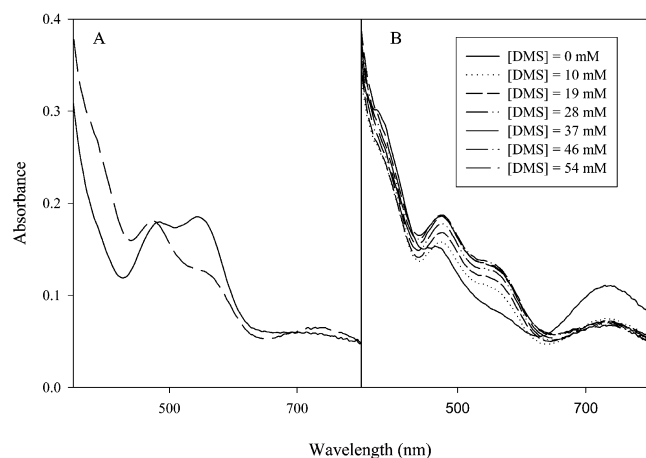 0.4
0.3
0.2
0.1
0.0
Absorbance
A
B
[DMS] = 0 mM
[DMS] = 10 mM
[DMS] = 19 mM
[DMS] = 28 mM
[DMS] = 37 mM
[DMS] = 46 mM
[DMS] = 54 mM
500
700
500
700
Wavelength (nm)